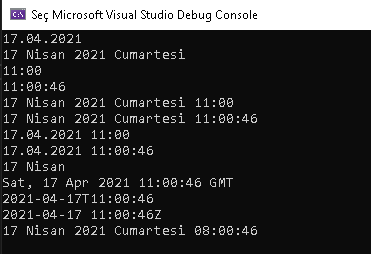 Seç Microsoft Visual Studio Debug Console
17.04.2021
17 Nisan 2021 Cumartesi
11:00
11:00:46
17 Nisan 2021 Cumartesi 11:00
17 Nisan 2021 Cumartesi 11:00:46
17.04.2021 11:00
17.04.2021 11:00:46
17 Nisan
Sat, 17 Apr 2021 11:00:46 GMT
2021-04-17T11:00:46
2021-04-17 11:00:46Z
17 Nisan 2021 Cumartesi 08:00:46